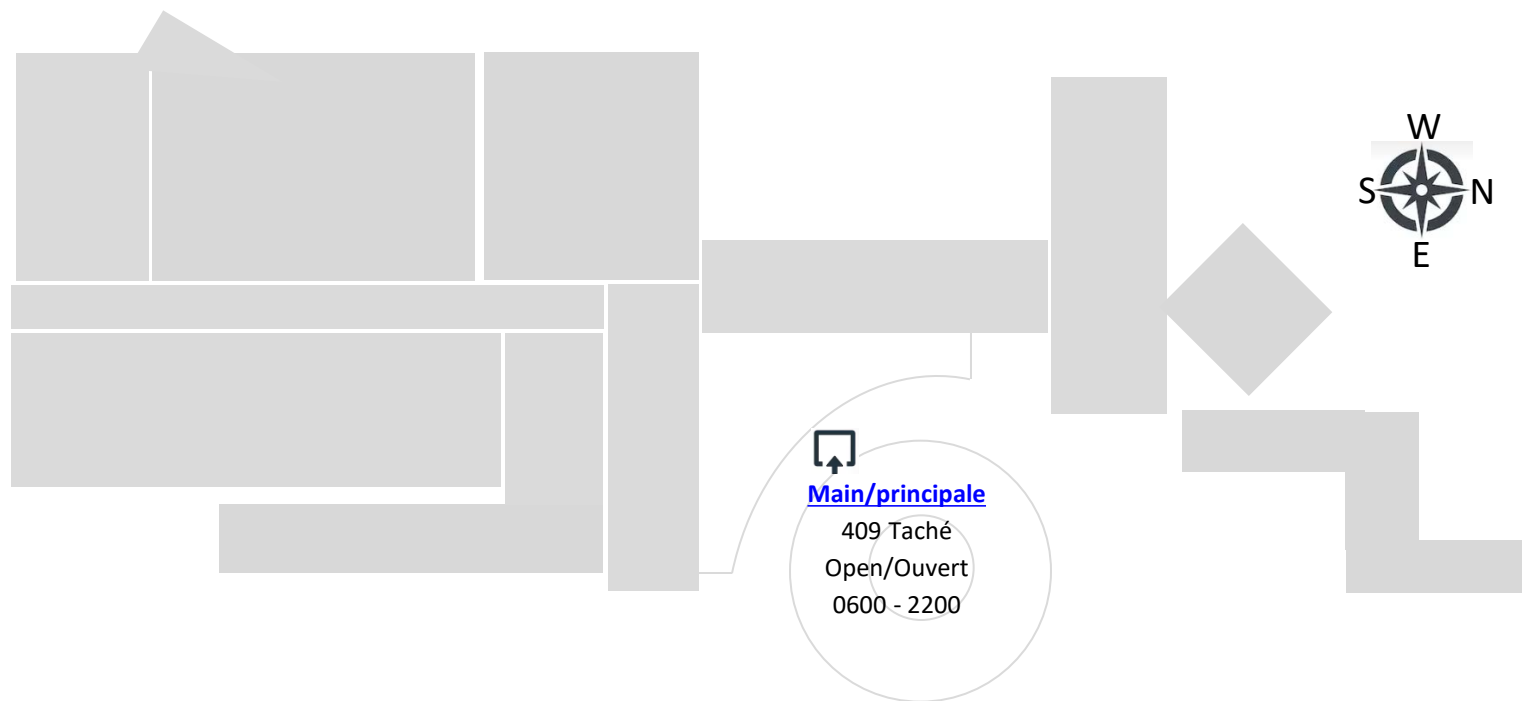 W
S N
E
Main/principale
409 Taché
Open/Ouvert
0600 - 2200